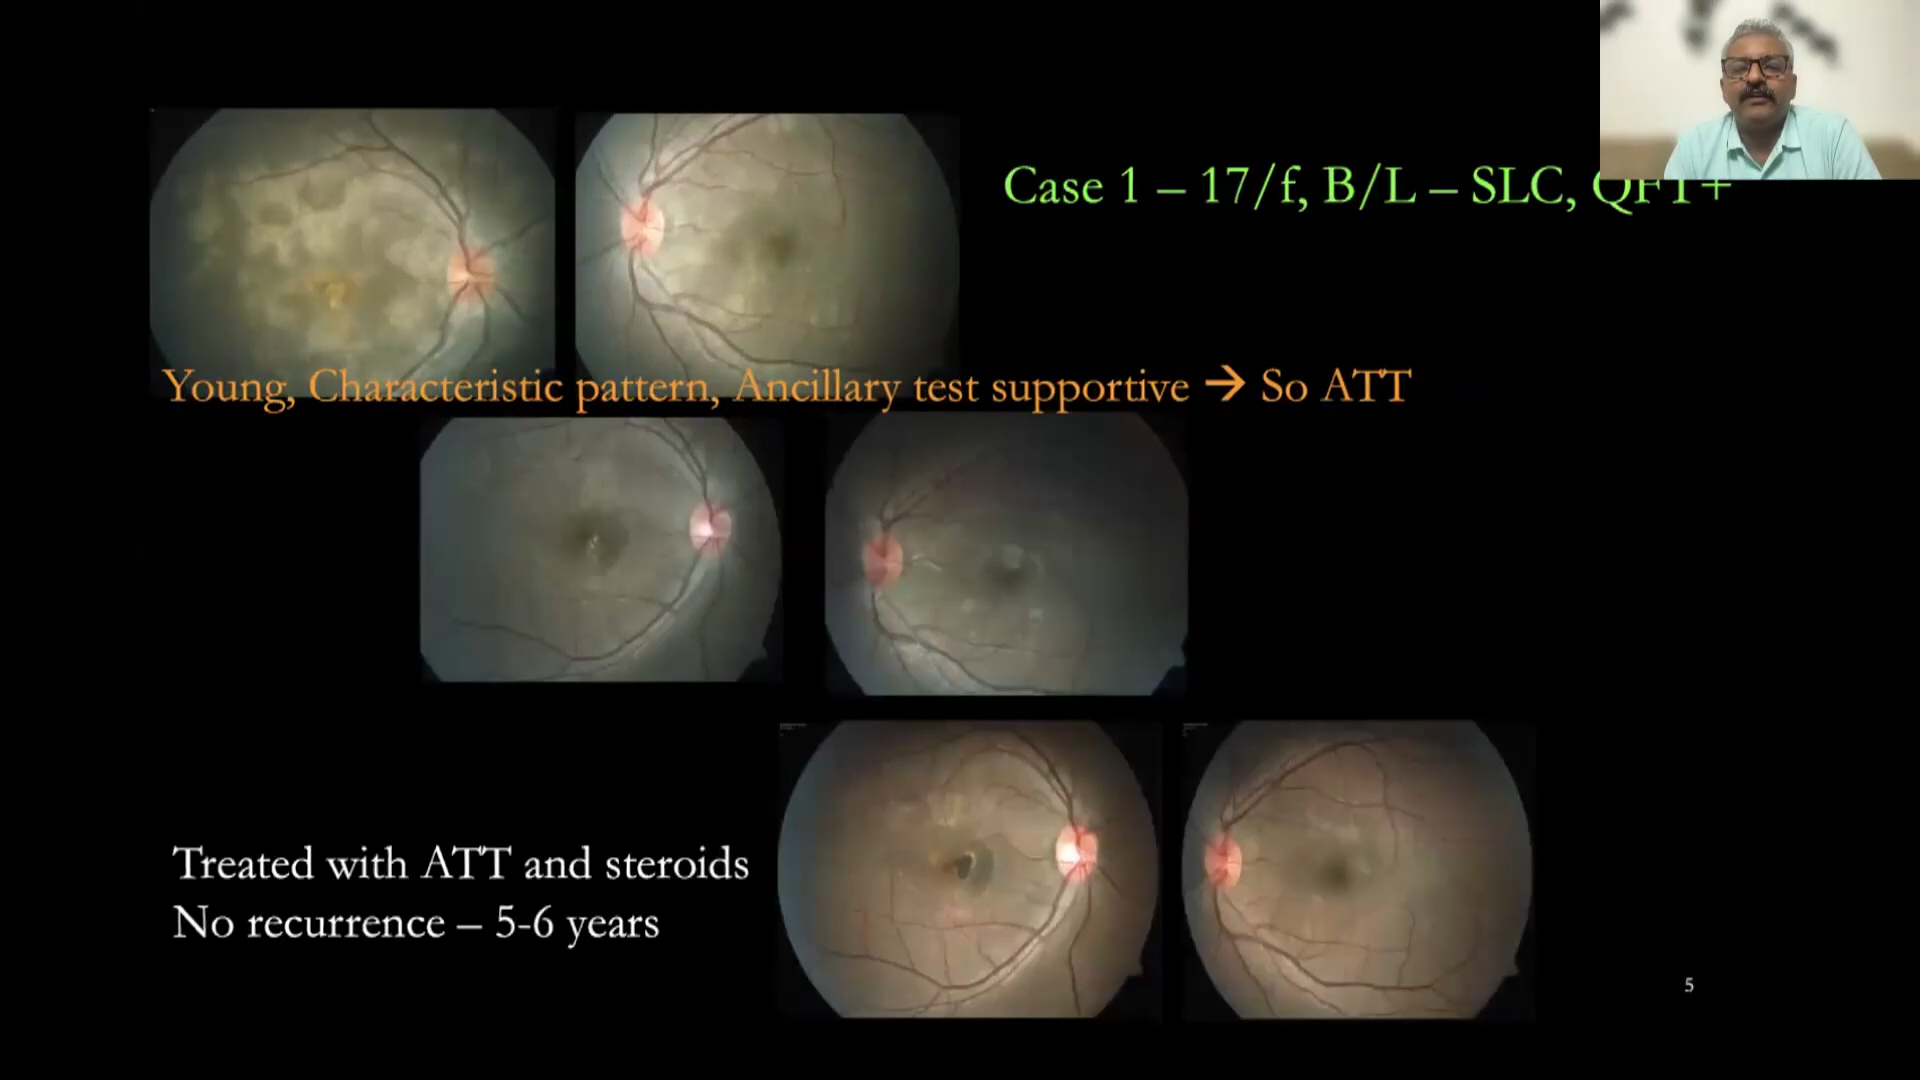 Case 1 – 17/f, B/L – SLC, QFT+
Young, Characteristic pattern, Ancillary test supportive → So ATT
Treated with ATT and steroids
No recurrence – 5-6 years
5